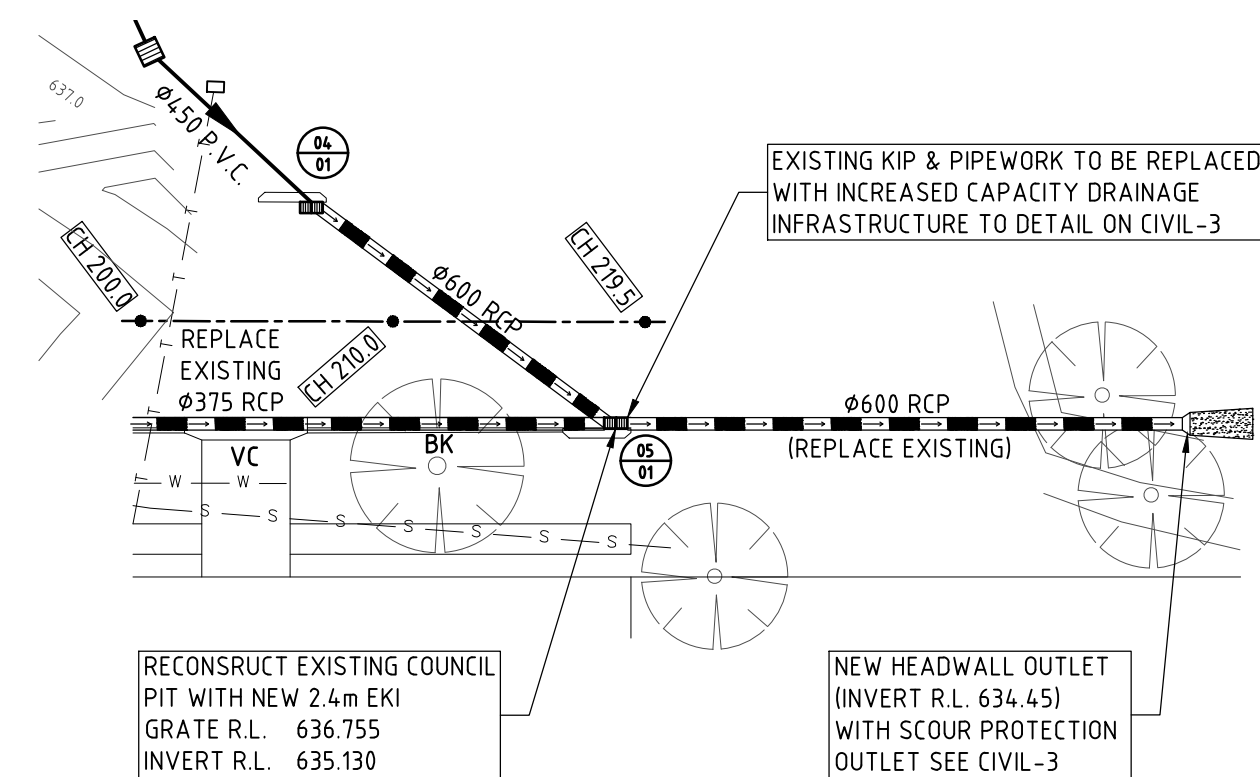 637.0
Ø450 P.V.C.
04
01
EXISTING KIP & PIPEWORK TO BE REPLACED
WITH INCREASED CAPACITY DRAINAGE
INFRASTRUCTURE TO DETAIL ON CIVIL-3
CH 200.0
CH 219.5
Ø600 RCP
T
T
T
T
T
T
REPLACE
EXISTING
Ø375 RCP
CH 210.0
Ø600 RCP
(REPLACE EXISTING)
VC
BK
05
01
W W
S S S S S S S
RECONSRUCT EXISTING COUNCIL
PIT WITH NEW 2.4m EKI
GRATE R.L. 636.755
INVERT R.L. 635.130
NEW HEADWALL OUTLET
(INVERT R.L. 634.45)
WITH SCOUR PROTECTION
OUTLET SEE CIVIL-3